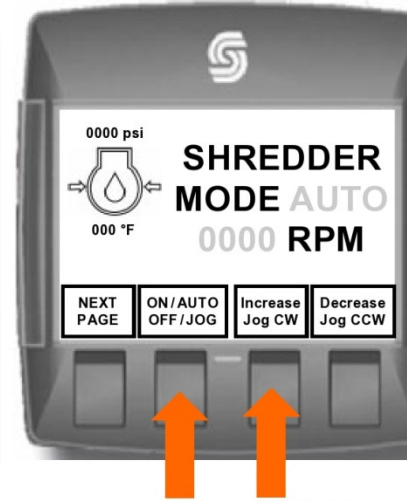 0000 psi
000 °F
SHREDDER
MODE AUTO
0000 RPM
NEXT
PAGE
ON/AUTO
OFF/JOG
Increase
Jog CW
Decrease
Jog CCW